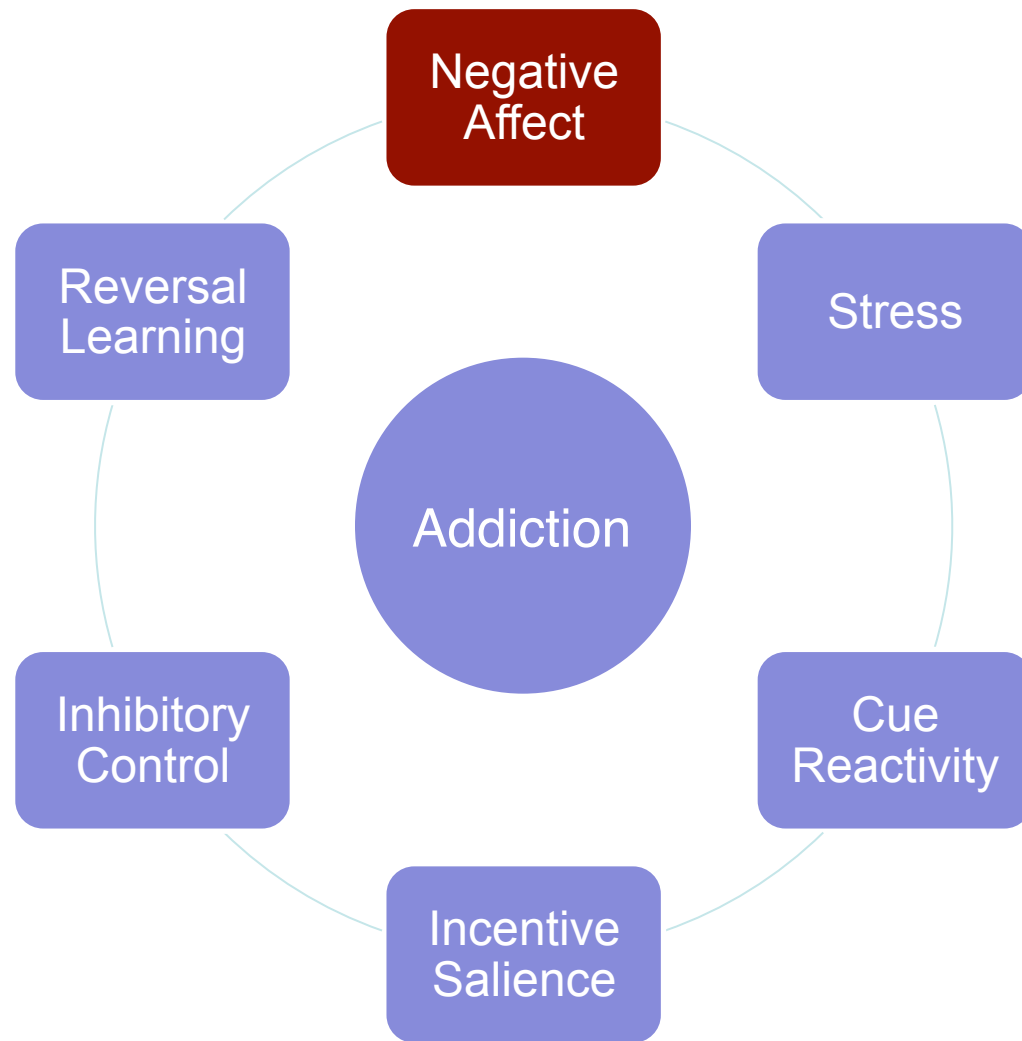 Negative
Affect
Stress
Cue
Reactivity
Incentive
Salience
Inhibitory
Control
Reversal
Learning
Addiction